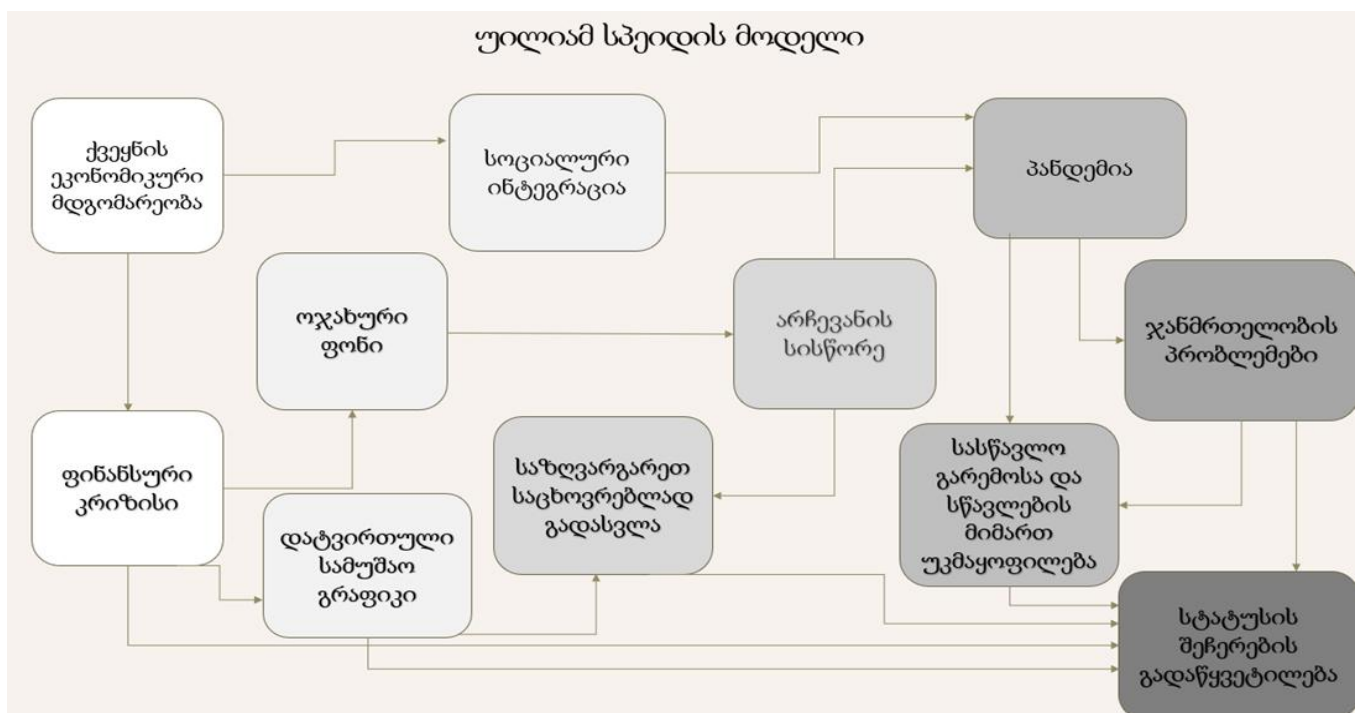 უილიამ სპეიდის მოდელი
ქვეყნის
ეკონომიკური
მდგომარეობა
სოციალური
ინტეგრაცია
პანდემია
ოჯახური
ფონი
არჩევანის
სისწორე
ჯანმრთელობის
პრობლემები
ფინანსური
კრიზისი
საზღვარგარეთ
საცხოვრებლად
გადასვლა
სასწავლო
გარემოსა და
სწავლების
მიმართ
უკმაყოფილება
დატვირთული
სამუშაო
გრაფიკი
სტატუსის
შეჩერების
გადაწყვეტილება